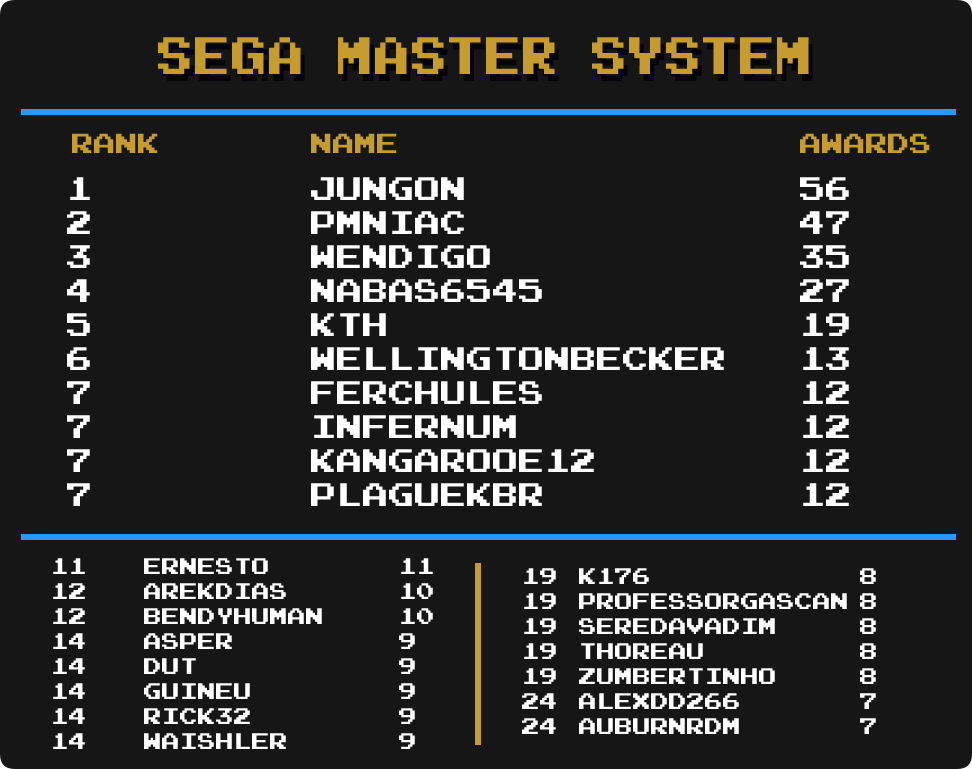 SEGA MASTER SYSTEM
RANK NAME AWARDS
1 JUNGON 56
2 PMNIAC 47
3 WENDIGO 35
4 NABAS6545 27
5 KTH 19
6 WELLINGTONBECKER 13
7 FERCHULES 12
7 INFERNUM 12
7 KANGAROOE12 12
7 PLAGUEKBR 12
11 ERNESTO 11
12 AREKDIAS 10
12 BENDYHUMAN 10
14 ASPER 9
14 DUT 9
14 GUINEU 9
14 RICK32 9
14 WAISHLER 9
19 K176 8
19 PROFESSORGASCAN 8
19 SEREDAVADIM 8
19 THOREAU 8
19 ZUMBERTINHO 8
24 ALEXDD266 7
24 AUBURNRDM 7